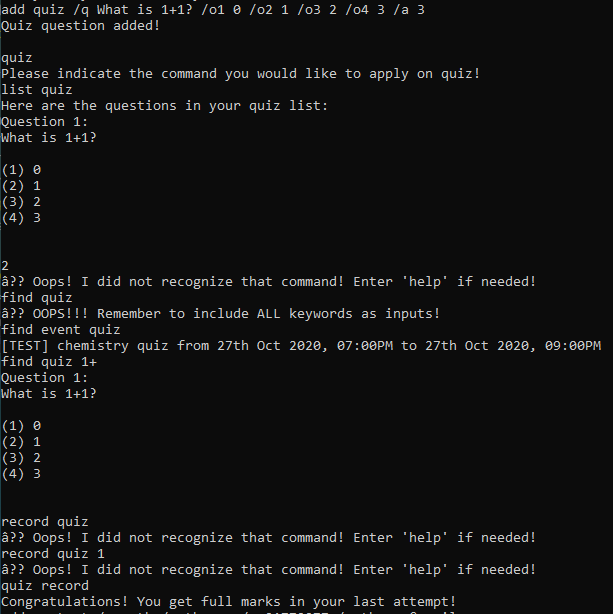 add quiz /q What is 1+1? /o1 0 /o2 1 /o3 2 /o4 3 /a 3
Quiz question added!
quiz
Please indicate the command you would like to apply on quiz!
list quiz
Here are the questions in your quiz list:
Question 1:
What is 1+1?
(1) 0
(2) 1
(3) 2
(4) 3
2
â?? Oops! I did not recognize that command! Enter 'help' if needed!
find quiz
â?? OOPS!!! Remember to include ALL keywords as inputs!
find event quiz
[TEST] chemistry quiz from 27th Oct 2020, 07:00PM to 27th Oct 2020, 09:00PM
find quiz 1+
Question 1:
What is 1+1?
(1) 0
(2) 1
(3) 2
(4) 3
record quiz
â?? Oops! I did not recognize that command! Enter 'help' if needed!
record quiz 1
â?? Oops! I did not recognize that command! Enter 'help' if needed!
quiz record
Congratulations! You get full marks in your last attempt!